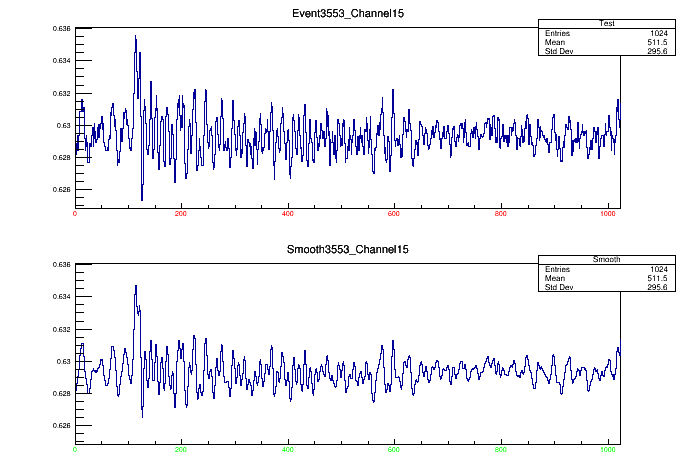 Event3553_Channel15
Test
Entries 1024
Mean 511.5
Std Dev 295.6
0.636
0.634
0.632
0.63
0.628
0.626
0 200 400 600 800 1000
Smooth3553_Channel15
Smooth
Entries 1024
Mean 511.5
Std Dev 295.6
0.636
0.634
0.632
0.63
0.628
0.626
0 200 400 600 800 1000